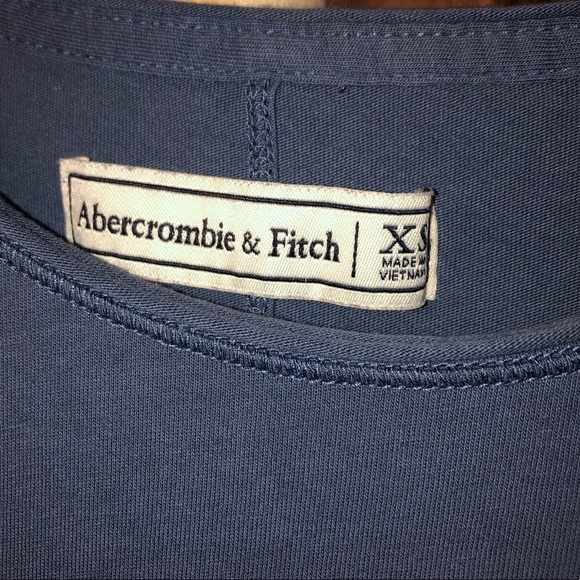 Abercrombie & Fitch
XS
MADE IN
VIETNAM